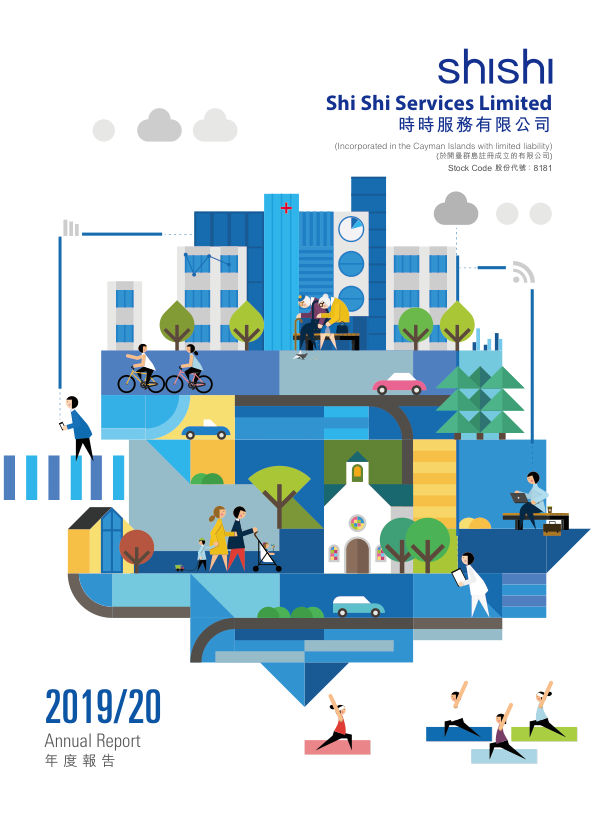 shishi
Shi Shi Services Limited
時時服務有限公司
(Incorporated in the Cayman Islands with limited liability)
(於開曼群島註冊成立的有限公司)
Stock Code 股份代號：8181
2019/20
Annual Report
年度報告